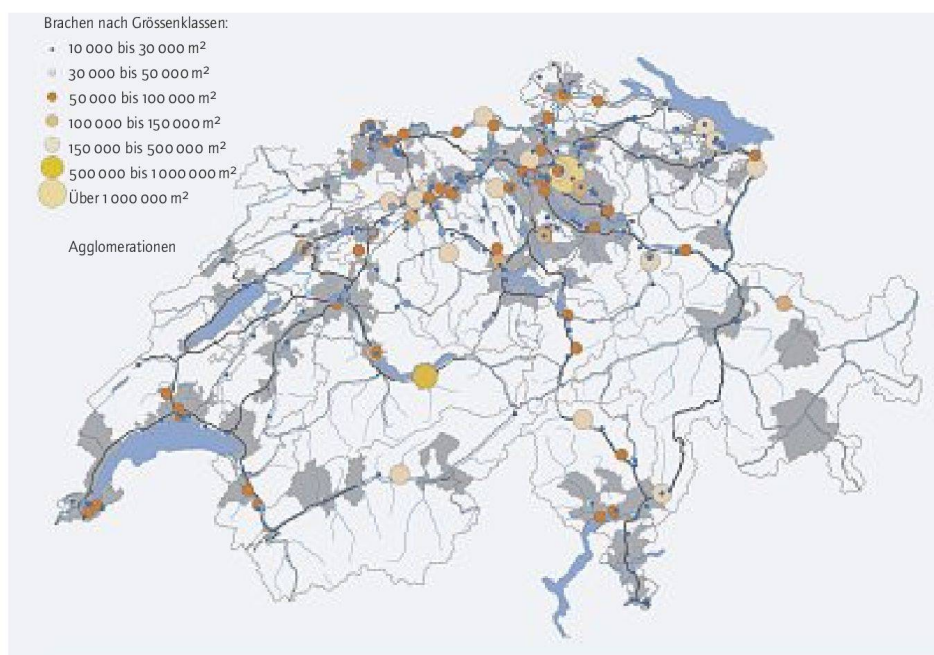 Brachen nach Grössenklassen:
10 000 bis 30 000 m²
30 000 bis 50 000 m²
50 000 bis 100 000 m²
100 000 bis 150 000 m²
150 000 bis 500 000 m²
500 000 bis 1 000 000 m²
Über 1 000 000 m²
Agglomerationen